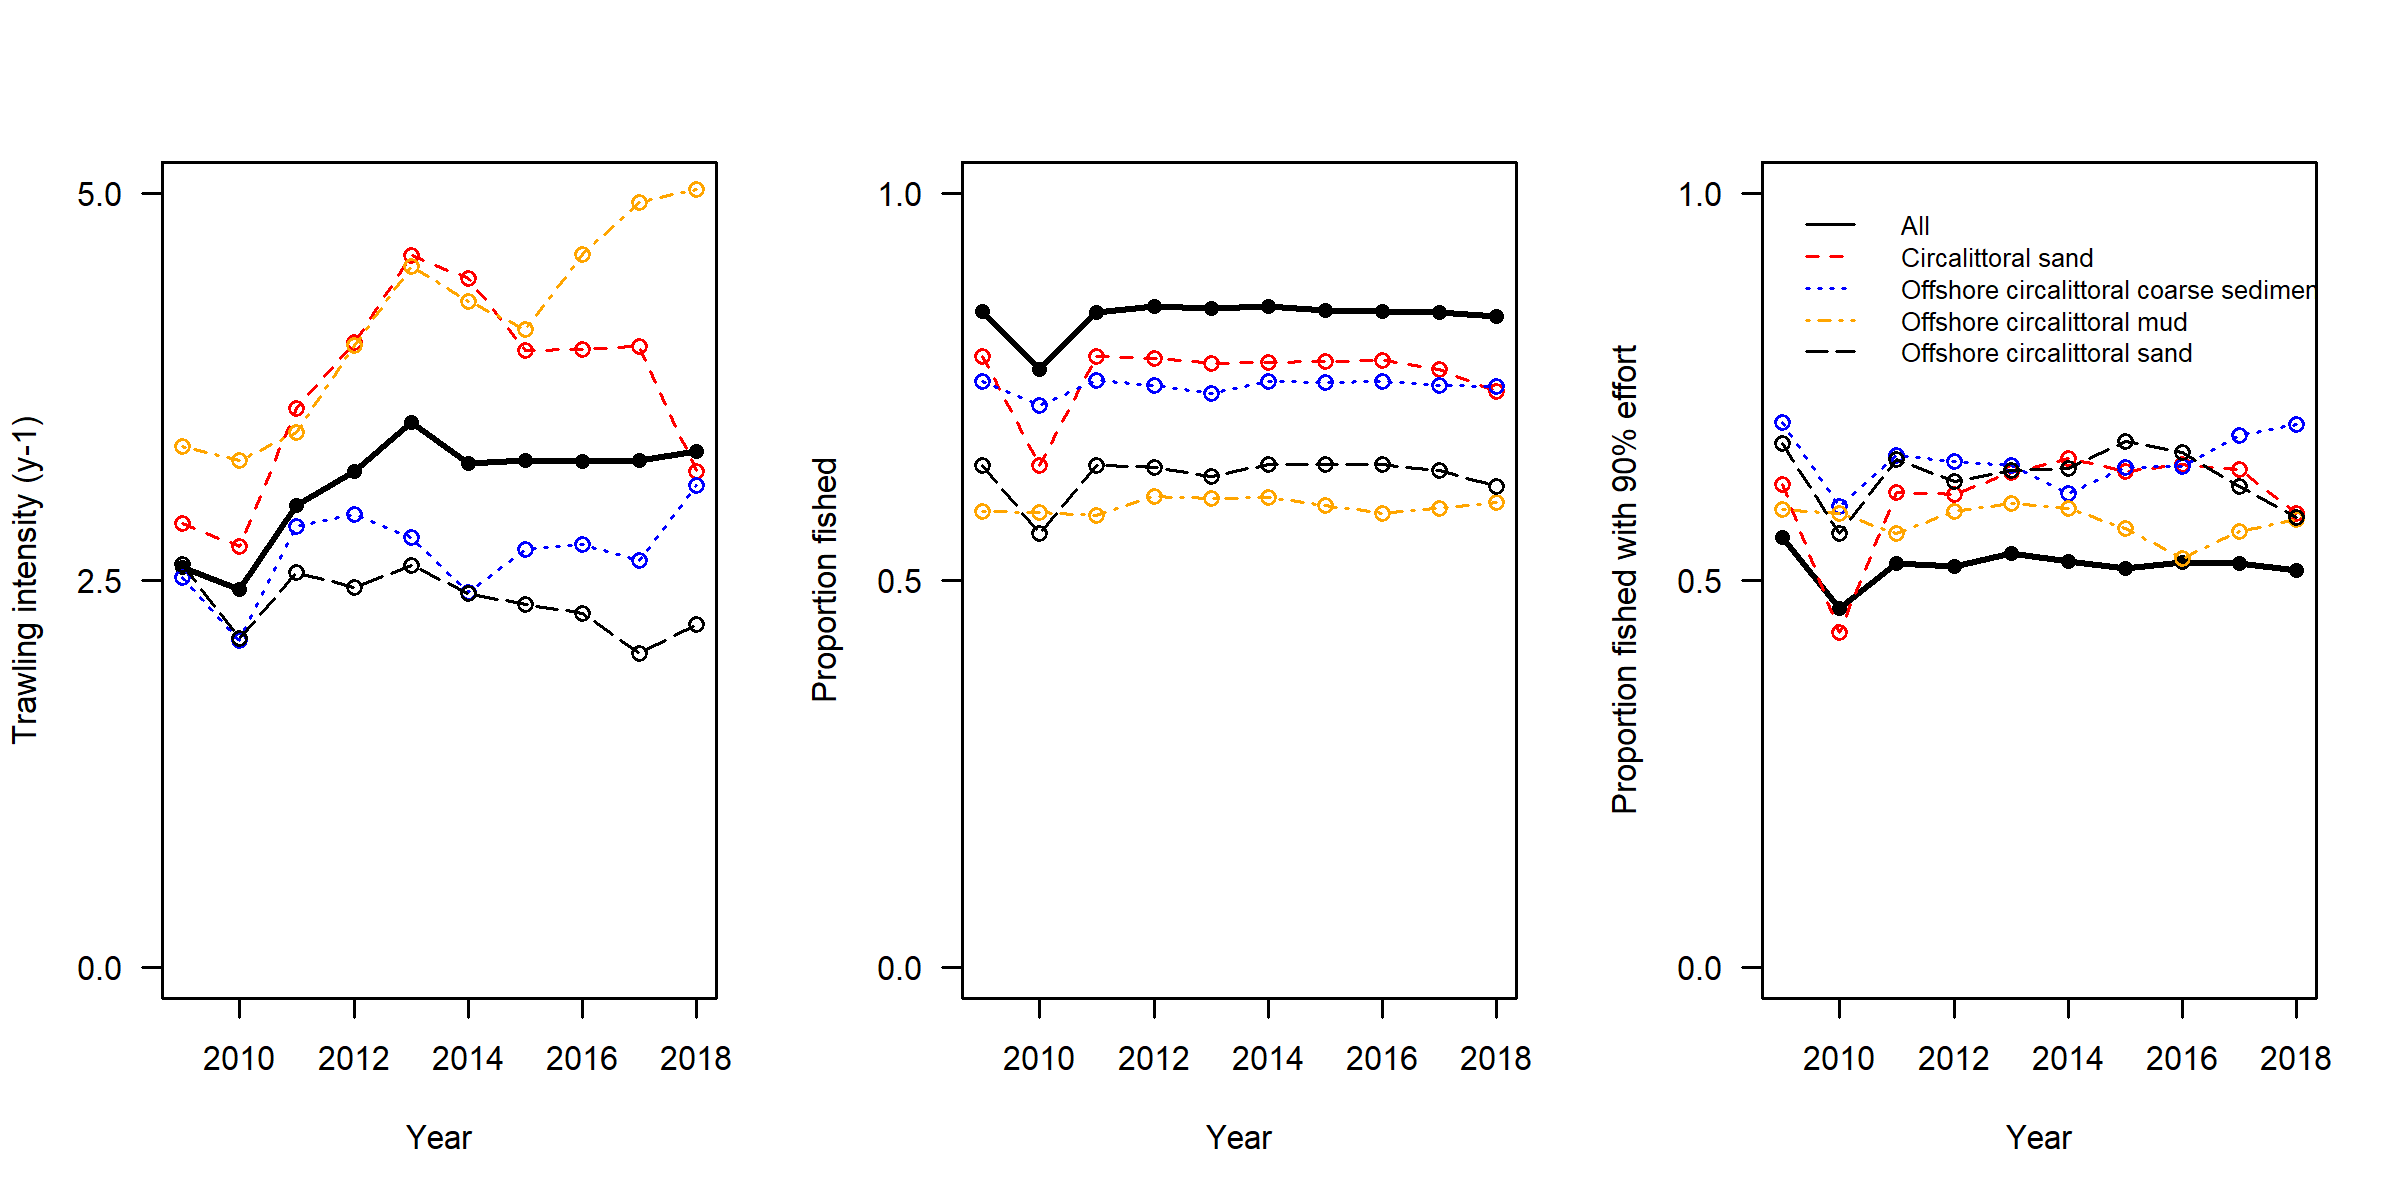 Trawling intensity (y-1)
5.0
2.5
0.0
2010 2012 2014 2016 2018
Year
Proportion fished
1.0
0.5
0.0
2010 2012 2014 2016 2018
Year
Proportion fished with 90% effort
1.0
0.5
0.0
All
Circalittoral sand
Offshore circalittoral coarse sedimen
Offshore circalittoral mud
Offshore circalittoral sand
2010 2012 2014 2016 2018
Year